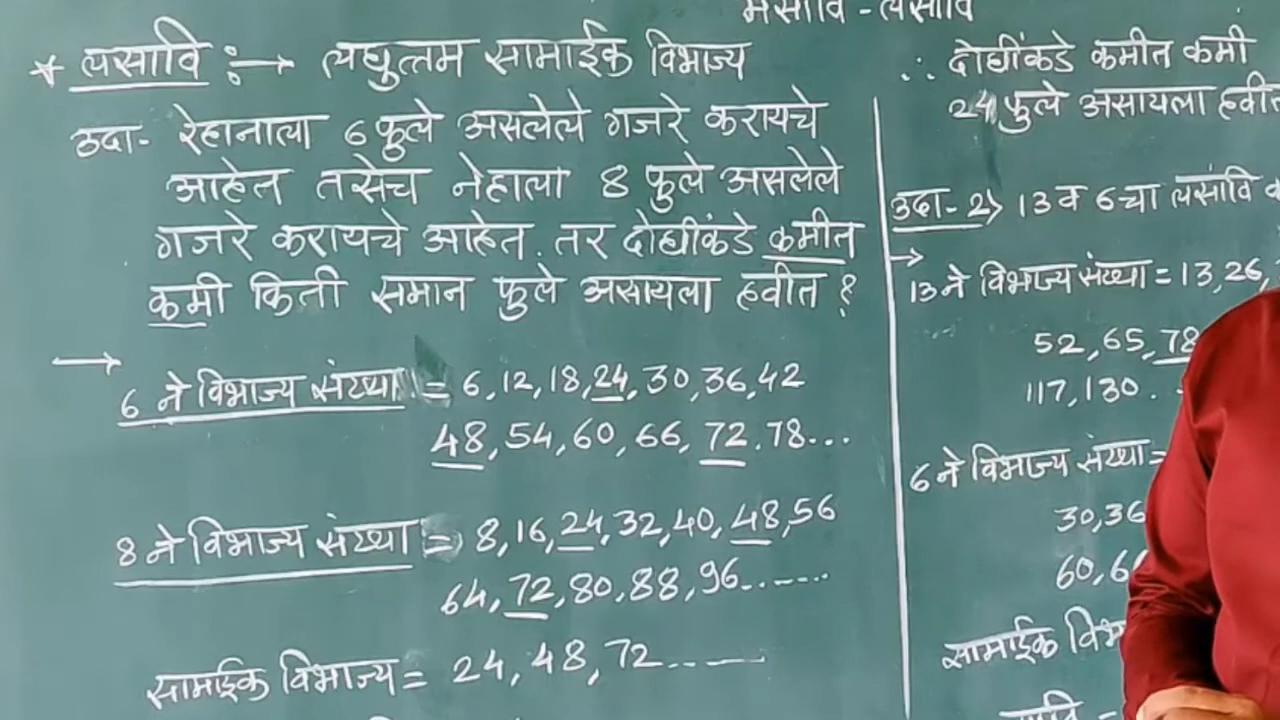 मसावि - लसावि
* लसावि :→ लघुत्तम सामाईक विभाज्य
उदा- रेहानाला 6 फुले असलेले गजरे करायचे
आहेत तसेच नेहाला 8 फुले असलेले
गजरे करायचे आहेत. तर दोघींकडे कमीत
कमी किती समान फुले असायला हवीत ?
→
6 ने विभाज्य संख्या = 6,12,18,24,30,36,42
48,54,60,66,72.78...
8 ने विभाज्य संख्या = 8,16,24,32,40,48,56
64,72,80,88,96.......
सामाईक विभाज्य = 24,48,72......
∴ दोघींकडे कमीत कमी
24 फुले असायला हवीत
उदा-2> 13 व 6 चा लसावि
→
13 ने विभाज्य संख्या = 13,26,
52,65,78
117,130..
6 ने विभाज्य संख्या =
30,36
60,66
सामाईक